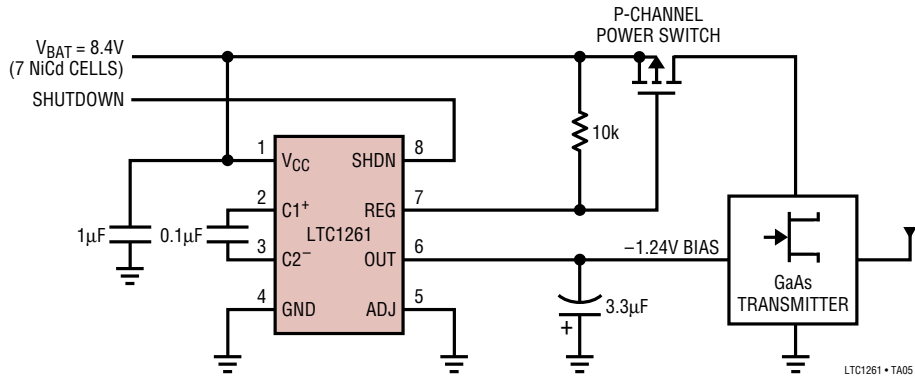 P-CHANNEL
POWER SWITCH
VBAT = 8.4V
(7 NiCd CELLS)
SHUTDOWN
10k
1
VCC
SHDN
8
2
C1+
REG
7
1µF
0.1µF
LTC1261
3
C2−
OUT
6
−1.24V BIAS
4
GND
ADJ
5
3.3µF
+
GaAs
TRANSMITTER
LTC1261 • TA05